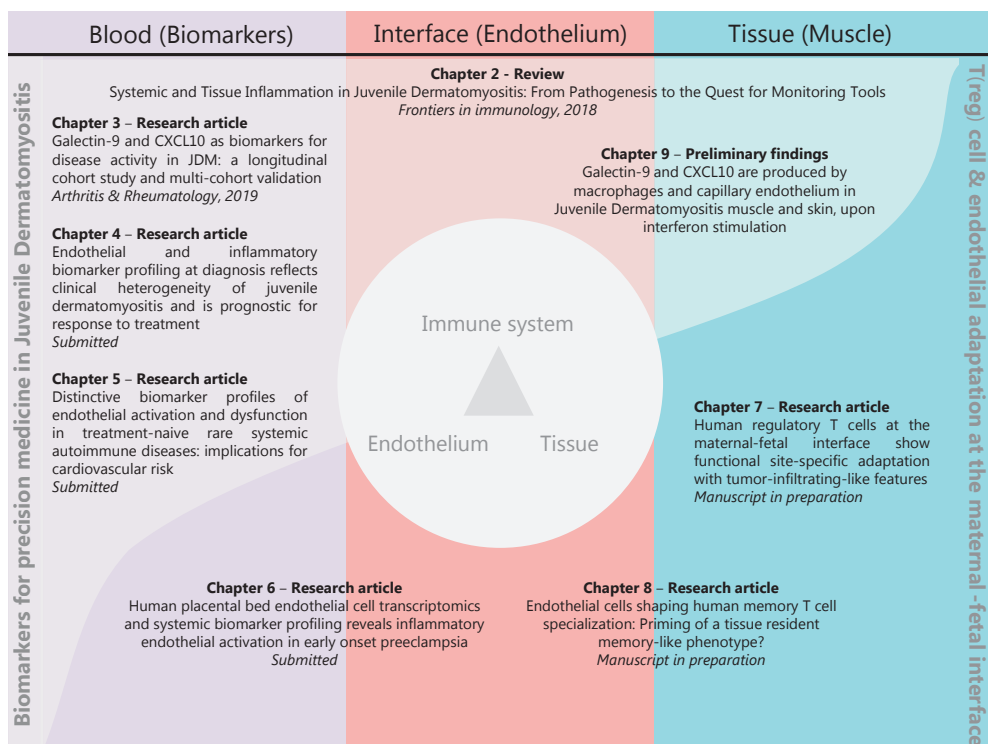 Blood (Biomarkers)
Interface (Endothelium)
Tissue (Muscle)
Biomarkers for precision medicine in Juvenile Dermatomyositis
Chapter 2 - Review
Systemic and Tissue Inflammation in Juvenile Dermatomyositis: From Pathogenesis to the Quest for Monitoring Tools
Frontiers in immunology, 2018
Chapter 3 – Research article
Galectin-9 and CXCL10 as biomarkers for
disease activity in JDM: a longitudinal
cohort study and multi-cohort validation
Arthritis & Rheumatology, 2019
Chapter 9 – Preliminary findings
Galectin-9 and CXCL10 are produced by
macrophages and capillary endothelium in
Juvenile Dermatomyositis muscle and skin, upon
interferon stimulation
Chapter 4 – Research article
Endothelial and inflammatory
biomarker profiling at diagnosis reflects
clinical heterogeneity of juvenile
dermatomyositis and is prognostic for
response to treatment
Submitted
Chapter 5 – Research article
Distinctive biomarker profiles of
endothelial activation and dysfunction
in treatment-naive rare systemic
autoimmune diseases: implications for
cardiovascular risk
Submitted
Immune system
Endothelium
Tissue
Chapter 7 – Research article
Human regulatory T cells at the
maternal-fetal interface show
functional site-specific adaptation
with tumor-infiltrating-like features
Manuscript in preparation
Chapter 6 – Research article
Human placental bed endothelial cell transcriptomics
and systemic biomarker profiling reveals inflammatory
endothelial activation in early onset preeclampsia
Submitted
Chapter 8 – Research article
Endothelial cells shaping human memory T cell
specialization: Priming of a tissue resident
memory-like phenotype?
Manuscript in preparation
T(reg) cell & endothelial adaptation at the maternal -fetal interface